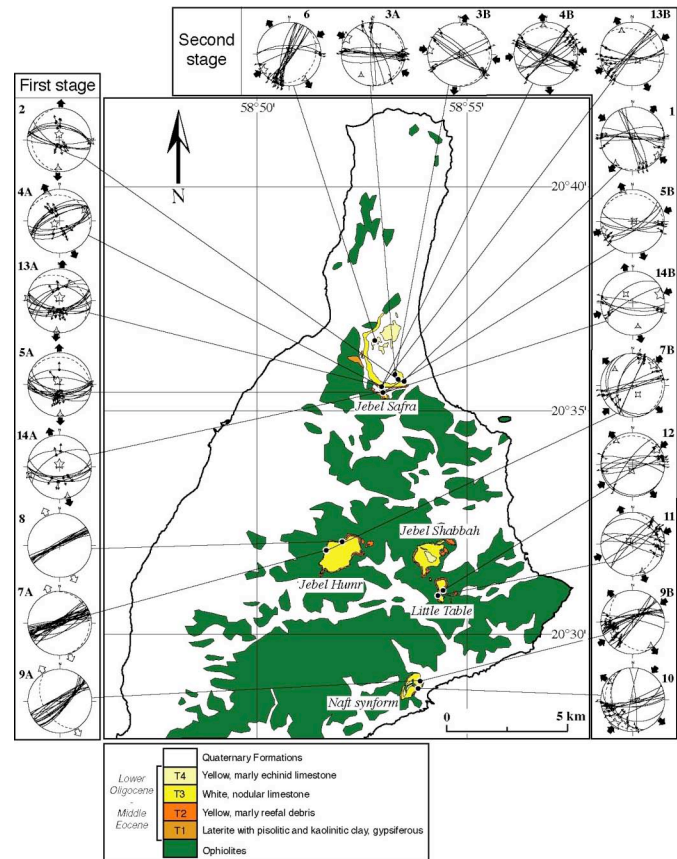 Second
stage
6
3A
3B
4B
13B
First stage
2
4A
13A
5A
14A
8
7A
9A
58°50'
58°55'
N
20°40'
Jebel Safra
20°35'
Jebel Shabbah
Jebel Humr
Little Table
20°30'
Naft synform
0
5 km
1
5B
14B
7B
12
11
9B
10
Quaternary Formations
Lower
Oligocene
-
Middle
Eocene
T4 Yellow, marly echinid limestone
T3 White, nodular limestone
T2 Yellow, marly reefal debris
T1 Laterite with pisolitic and kaolinitic clay, gypsiferous
Ophiolites